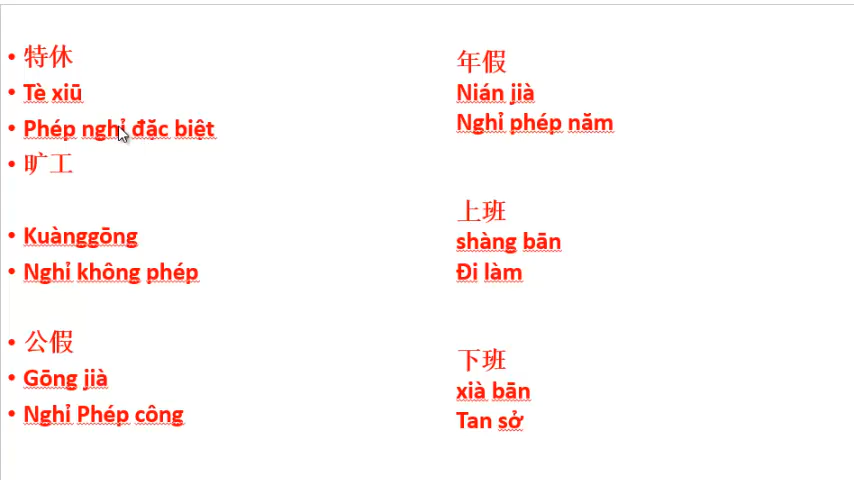 • 特休
• Tè xiū
• Phép nghỉ đặc biệt
• 旷工
• Kuànggōng
• Nghỉ không phép
• 公假
• Gōng jià
• Nghỉ Phép công
年假
Nián jià
Nghỉ phép năm
上班
shàng bān
Đi làm
下班
xià bān
Tan sở